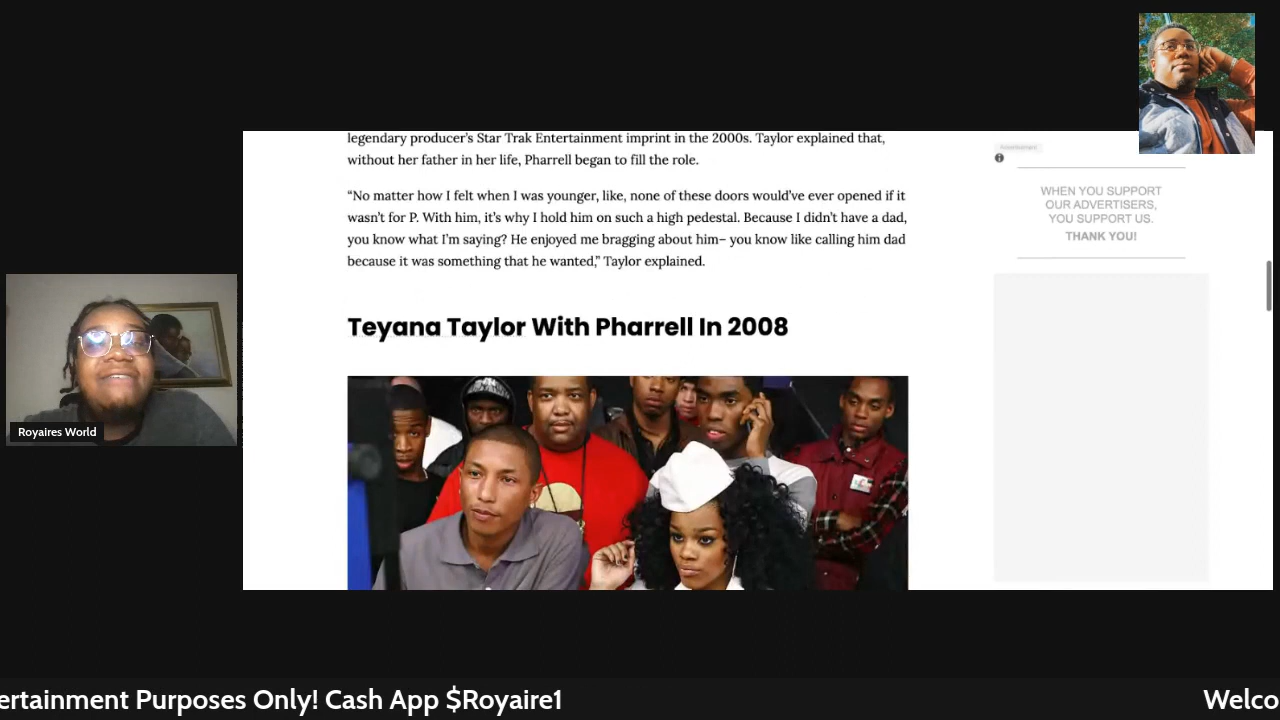 legendary producer's Star Trak Entertainment imprint in the 2000s. Taylor explained that,
without her father in her life, Pharrell began to fill the role.
“No matter how I felt when I was younger, like, none of these doors would’ve ever opened if it
wasn’t for P. With him, it’s why I hold him on such a high pedestal. Because I didn’t have a dad,
you know what I’m saying? He enjoyed me bragging about him– you know like calling him dad
because it was something that he wanted,” Taylor explained.
Teyana Taylor With Pharrell In 2008
Advertisement
WHEN YOU SUPPORT
OUR ADVERTISERS,
YOU SUPPORT US.
THANK YOU!
Royaires World
ertainment Purposes Only! Cash App $Royaire1
Welco